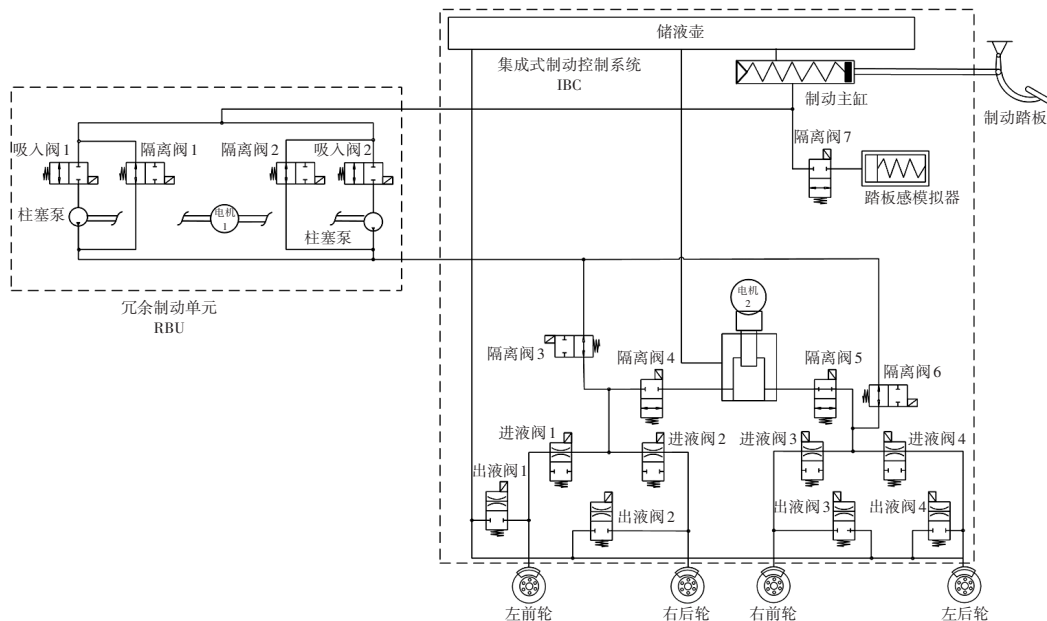 储液壶
集成式制动控制系统
IBC
制动主缸
制动踏板
吸入阀1
隔离阀1
隔离阀2
吸入阀2
隔离阀7
踏板感模拟器
柱塞泵
电机
1
柱塞泵
冗余制动单元
RBU
电机
2
隔离阀3
隔离阀4
隔离阀5
隔离阀6
进液阀1
进液阀2
进液阀3
进液阀4
出液阀1
出液阀2
出液阀3
出液阀4
左前轮
右后轮
右前轮
左后轮